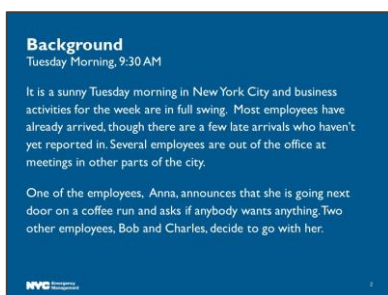 Background
Tuesday Morning, 9:30 AM
It is a sunny Tuesday morning in New York City and business
activities for the week are in full swing. Most employees have
already arrived, though there are a few late arrivals who haven't
yet reported in. Several employees are out of the office at
meetings in other parts of the city.
One of the employees, Anna, announces that she is going next
door on a coffee run and asks if anybody wants anything. Two
other employees, Bob and Charles, decide to go with her.
NYC Emergency
Management
2